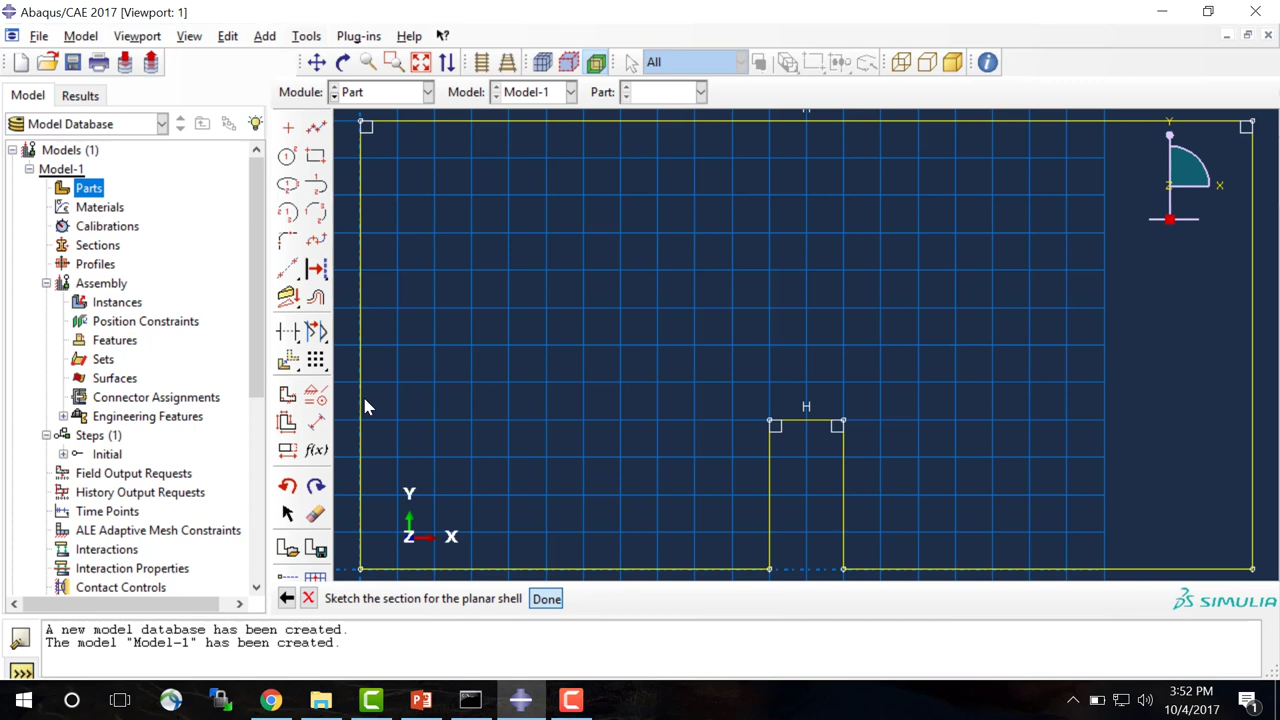 Abaqus/CAE 2017 [Viewport: 1]
File Model Viewport View Edit Add Tools Plug-ins Help
All
Model Results
Module: Part Model: Model-1 Part:
Model Database
Models (1)
Model-1
Parts
Materials
Calibrations
Sections
Profiles
Assembly
Instances
Position Constraints
Features
Sets
Surfaces
Connector Assignments
Engineering Features
Steps (1)
Initial
Field Output Requests
History Output Requests
Time Points
ALE Adaptive Mesh Constraints
Interactions
Interaction Properties
Contact Controls
f(x)
H
Y
Z X
Y
Z X
Sketch the section for the planar shell Done
SIMULIA
A new model database has been created.
The model "Model-1" has been created.
>>>
3:52 PM
10/4/2017
1